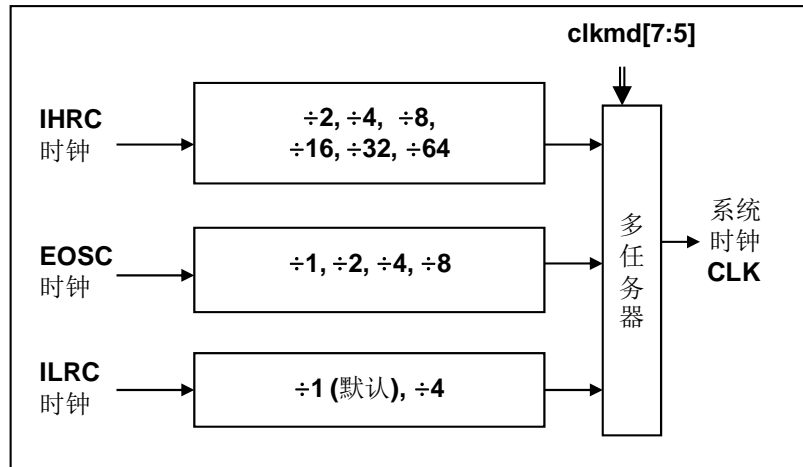 clkmd[7:5]
IHRC
时钟
÷2, ÷4, ÷8,
÷16, ÷32, ÷64
EOSC
时钟
÷1, ÷2, ÷4, ÷8
ILRC
时钟
÷1 (默认), ÷4
多
任
务
器
系统
时钟
CLK